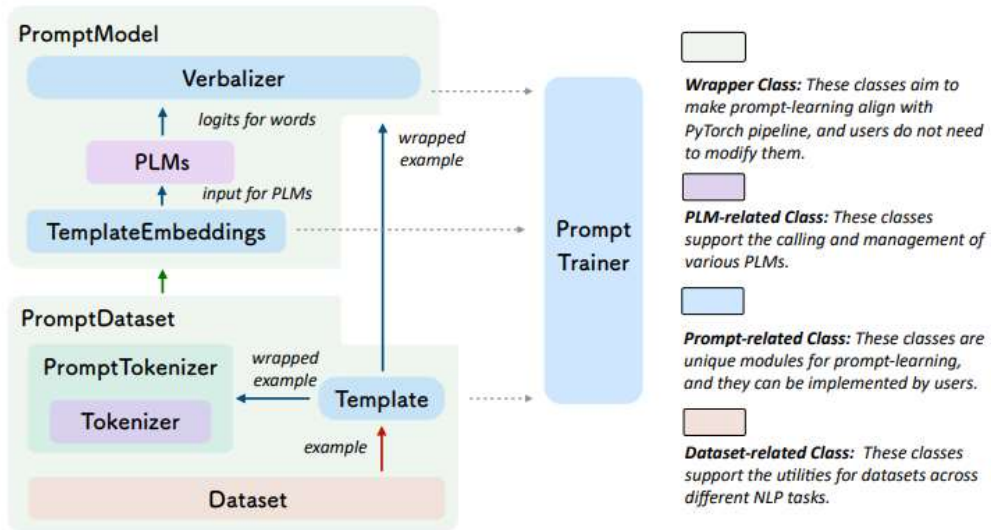 PromptModel
Verbalizer
logits for words
wrapped
example
PLMs
input for PLMs
TemplateEmbeddings
PromptDataset
PromptTokenizer
wrapped
example
Tokenizer
Template
example
Dataset
Prompt
Trainer
Wrapper Class: These classes aim to
make prompt-learning align with
PyTorch pipeline, and users do not need
to modify them.
PLM-related Class: These classes
support the calling and management of
various PLMs.
Prompt-related Class: These classes are
unique modules for prompt-learning,
and they can be implemented by users.
Dataset-related Class: These classes
support the utilities for datasets across
different NLP tasks.